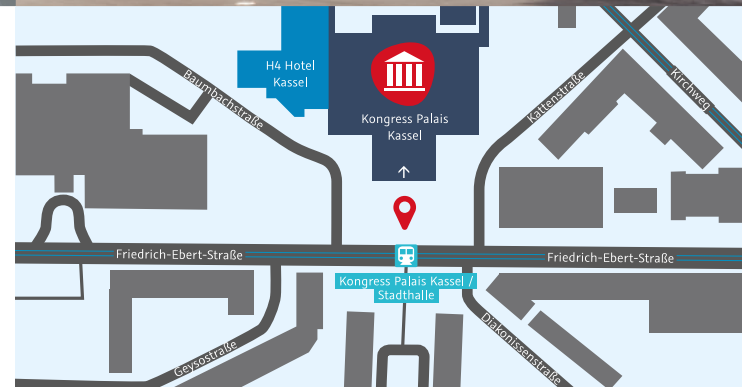 H4 Hotel
Kassel
Kongress Palais
Kassel
Baumbachstraße
Kattenstraße
Kirchweg
Friedrich-Ebert-Straße
Friedrich-Ebert-Straße
Kongress Palais Kassel /
Stadthalle
Geysostraße
Diakonissenstraße